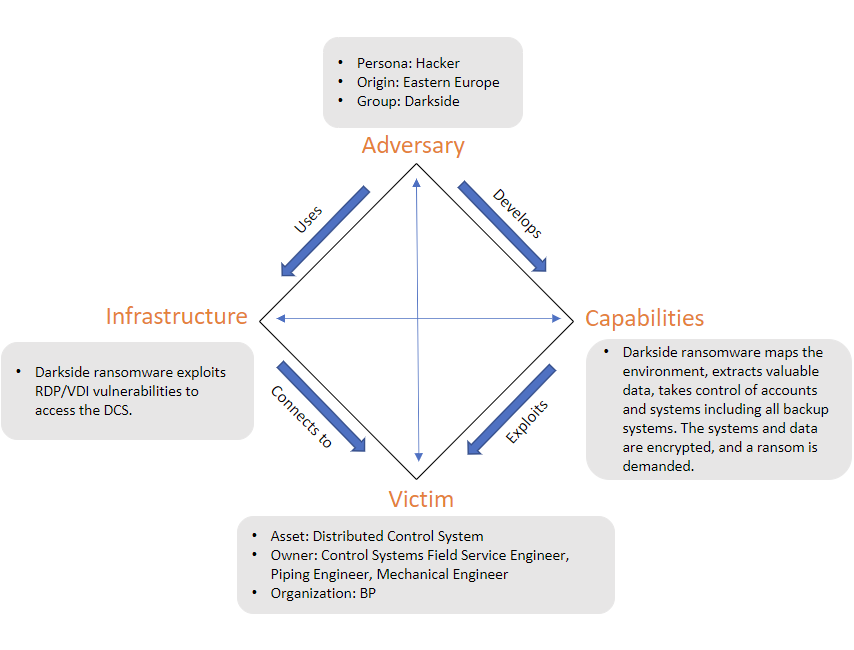 • Persona: Hacker
• Origin: Eastern Europe
• Group: Darkside
Adversary
Uses
Develops
Infrastructure
Capabilities
• Darkside ransomware exploits
RDP/VDI vulnerabilities to
access the DCS.
• Darkside ransomware maps the
environment, extracts valuable
data, takes control of accounts
and systems including all backup
systems. The systems and data
are encrypted, and a ransom is
demanded.
Connects to
Exploits
Victim
• Asset: Distributed Control System
• Owner: Control Systems Field Service Engineer,
Piping Engineer, Mechanical Engineer
• Organization: BP